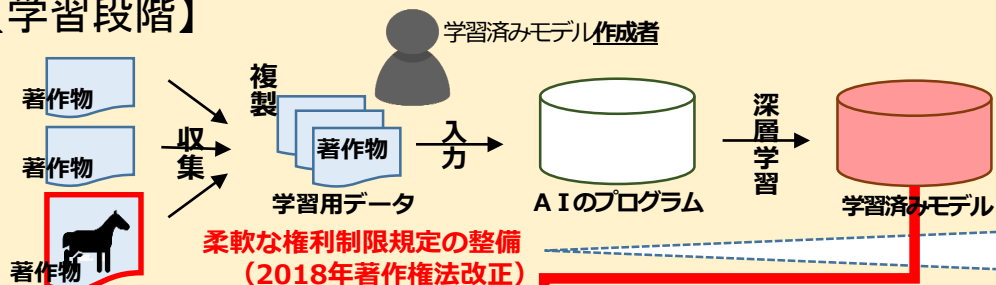 【学習段階】
学習済みモデル作成者
著作物
著作物
著作物
収集
複製
著作物
学習用データ
入力
AIのプログラム
深層学習
学習済みモデル
柔軟な権利制限規定の整備
（2018年著作権法改正）